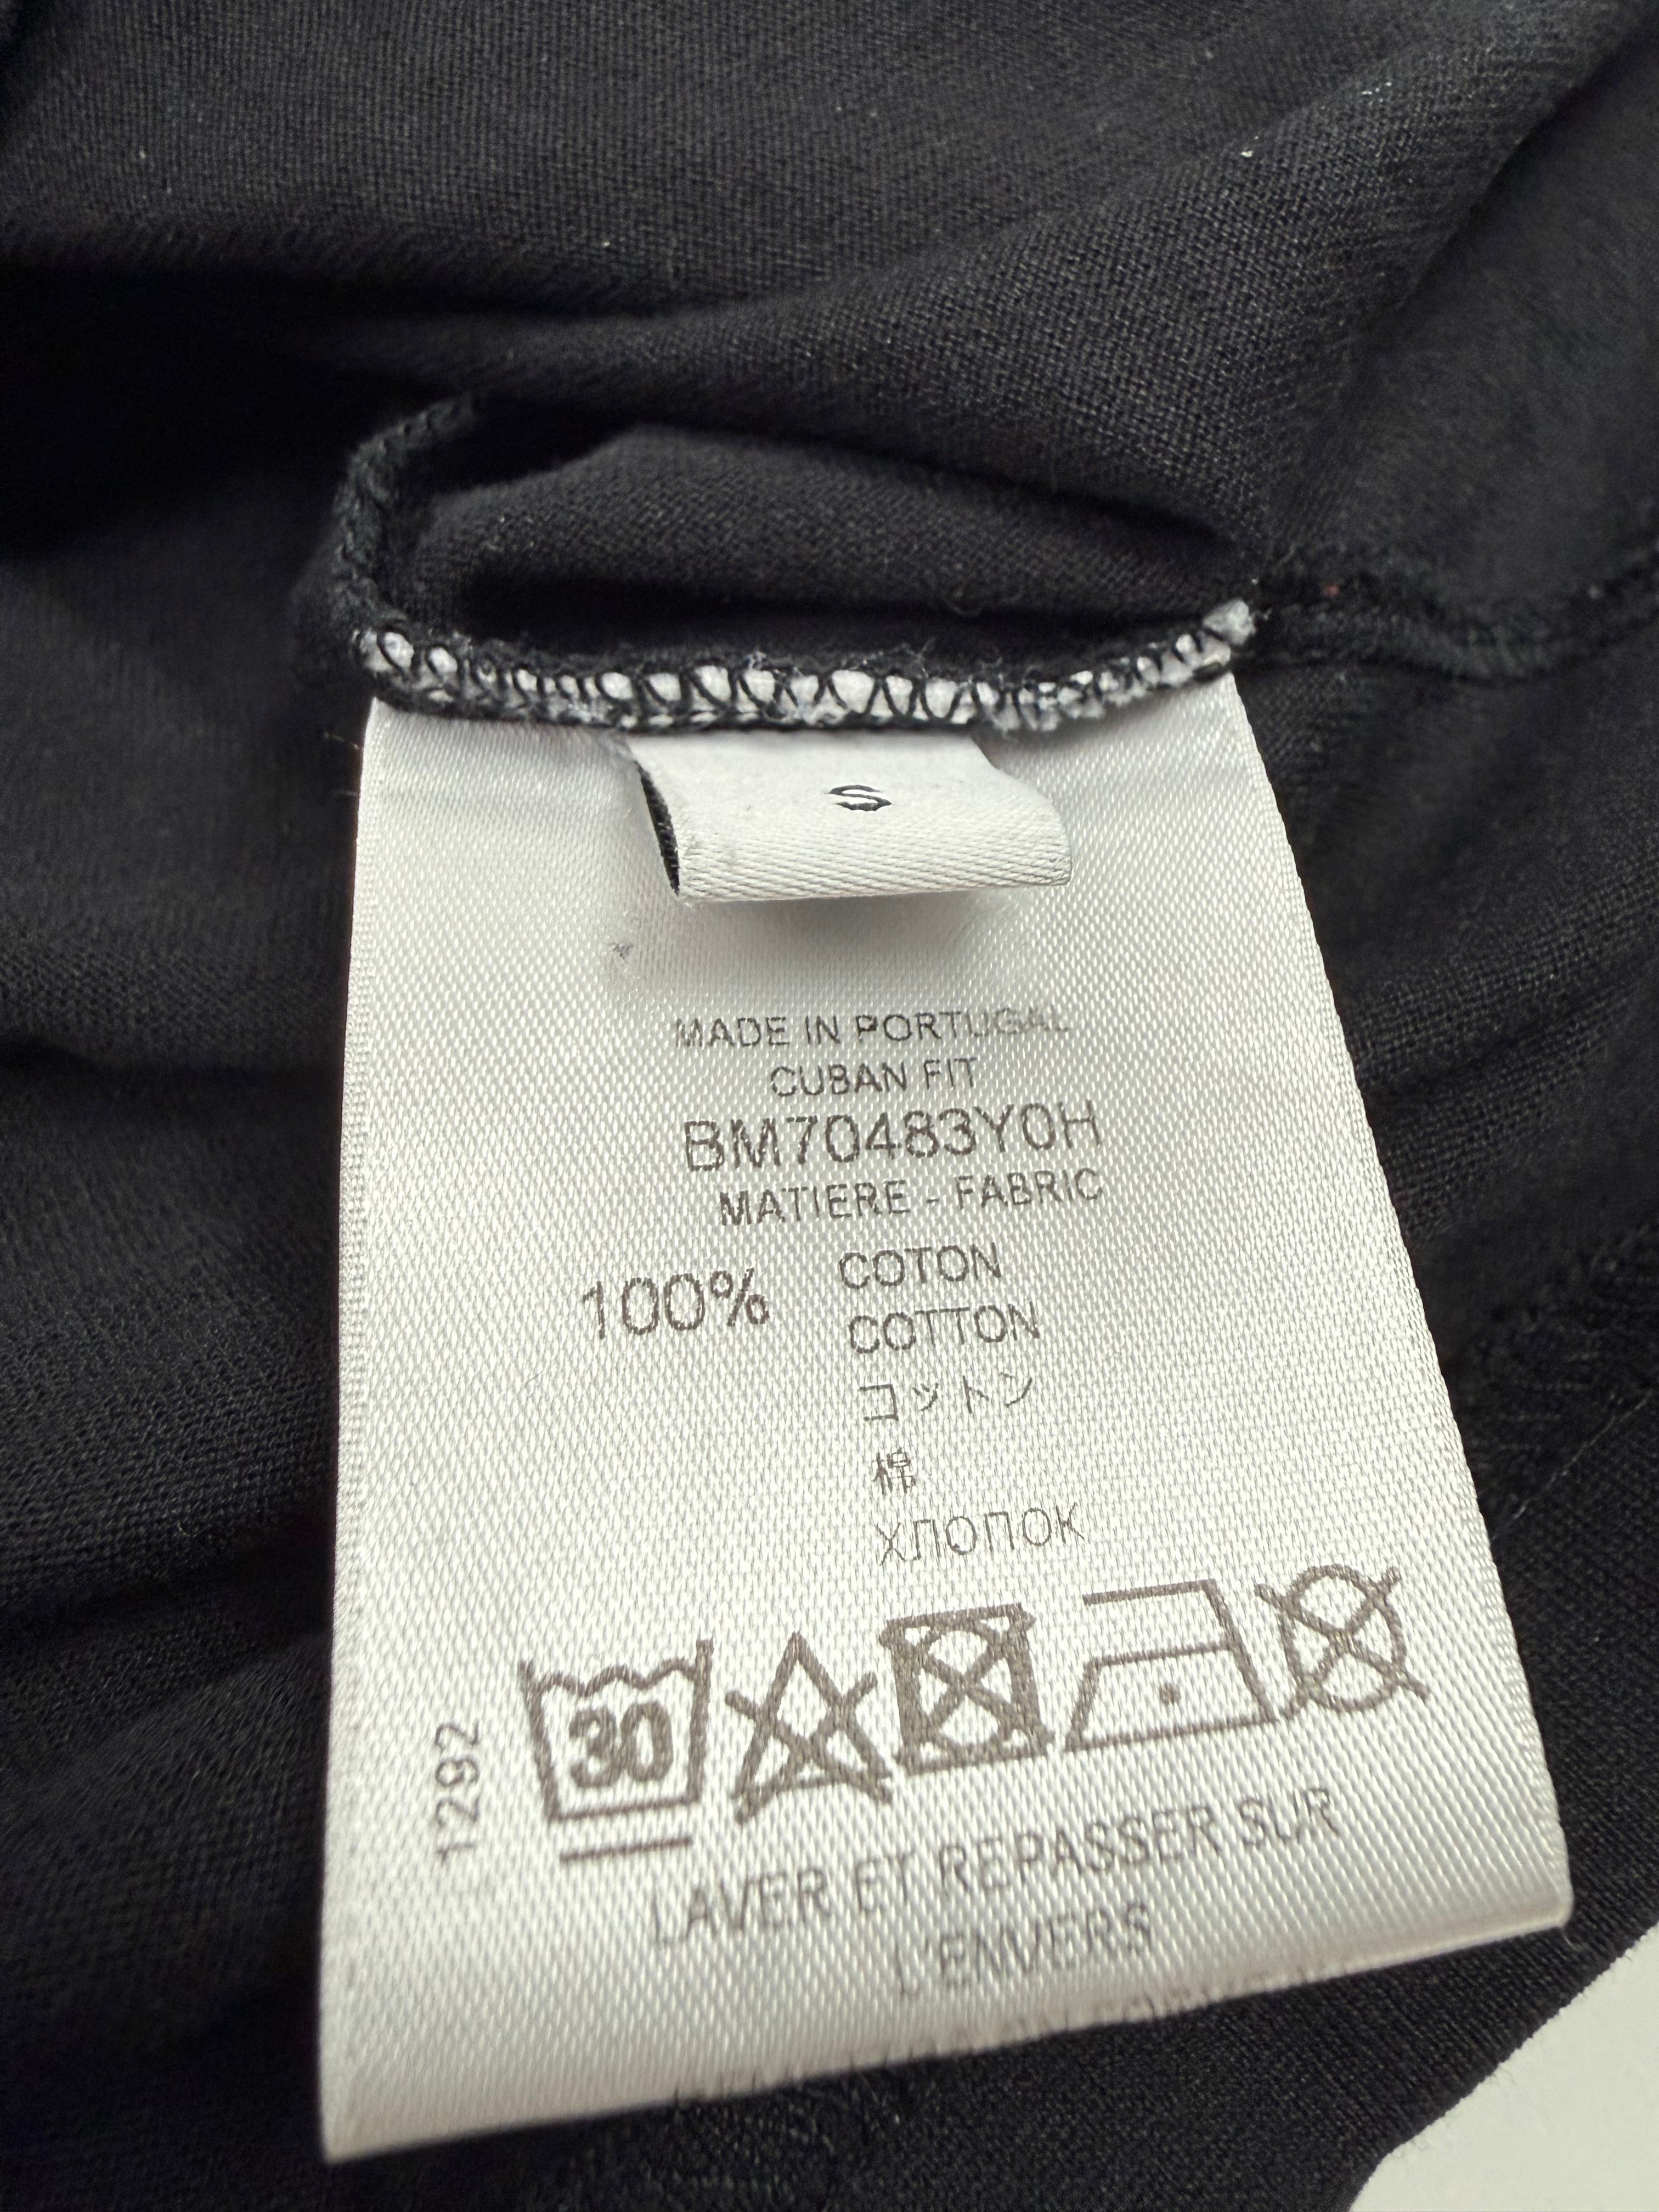 S
MADE IN PORTUGAL
CUBAN FIT
BM70483Y0H
MATIERE - FABRIC
100% COTON
COTTON
コットン
棉
ХЛОПОК
30
1292
LAVER ET REPASSER SUR
L'ENVERS